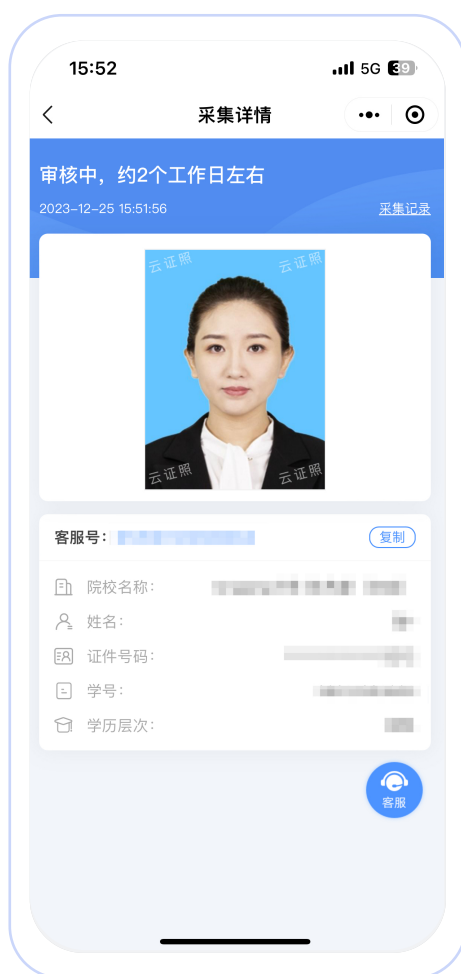 15:52
5G 39
采集详情
审核中，约2个工作日左右
2023-12-25 15:51:56
采集记录
云证照 云证照
云证照 云证照
客服号：
复制
院校名称：
姓名：
证件号码：
学号：
学历层次：
客服